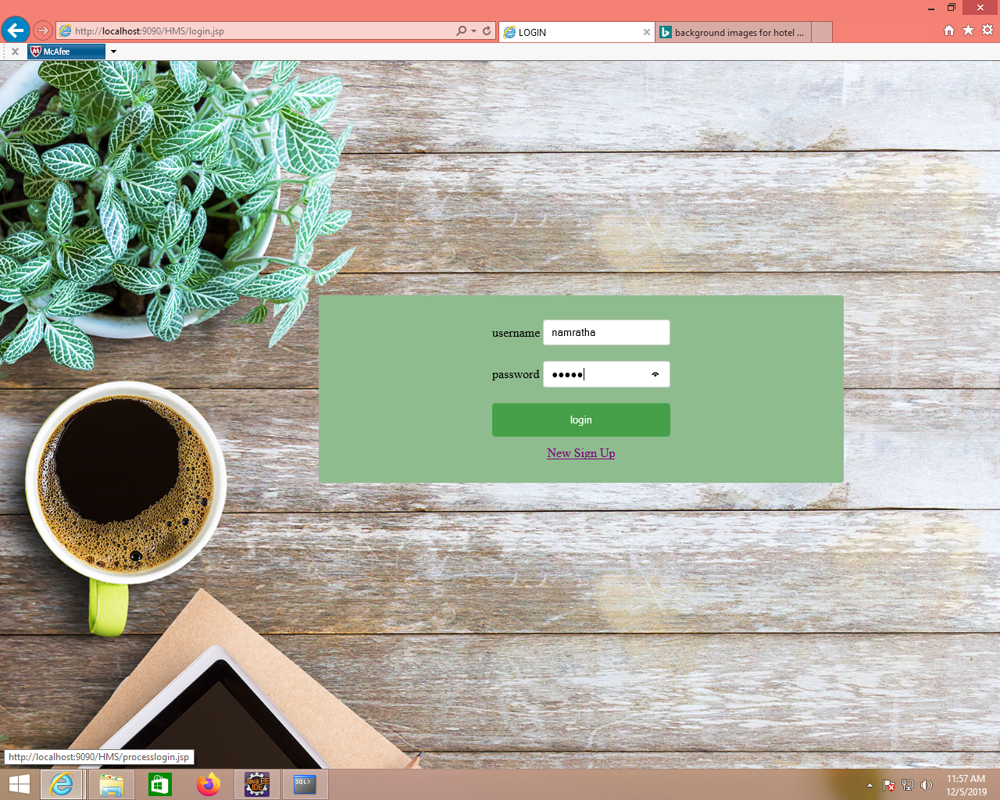 http://localhost:9090/HMS/login.jsp
LOGIN
background images for hotel ...
McAfee
username namratha
password
login
New Sign Up
http://localhost:9090/HMS/processlogin.jsp
Java EE
IDE
SQL>
11:57 AM
12/5/2019